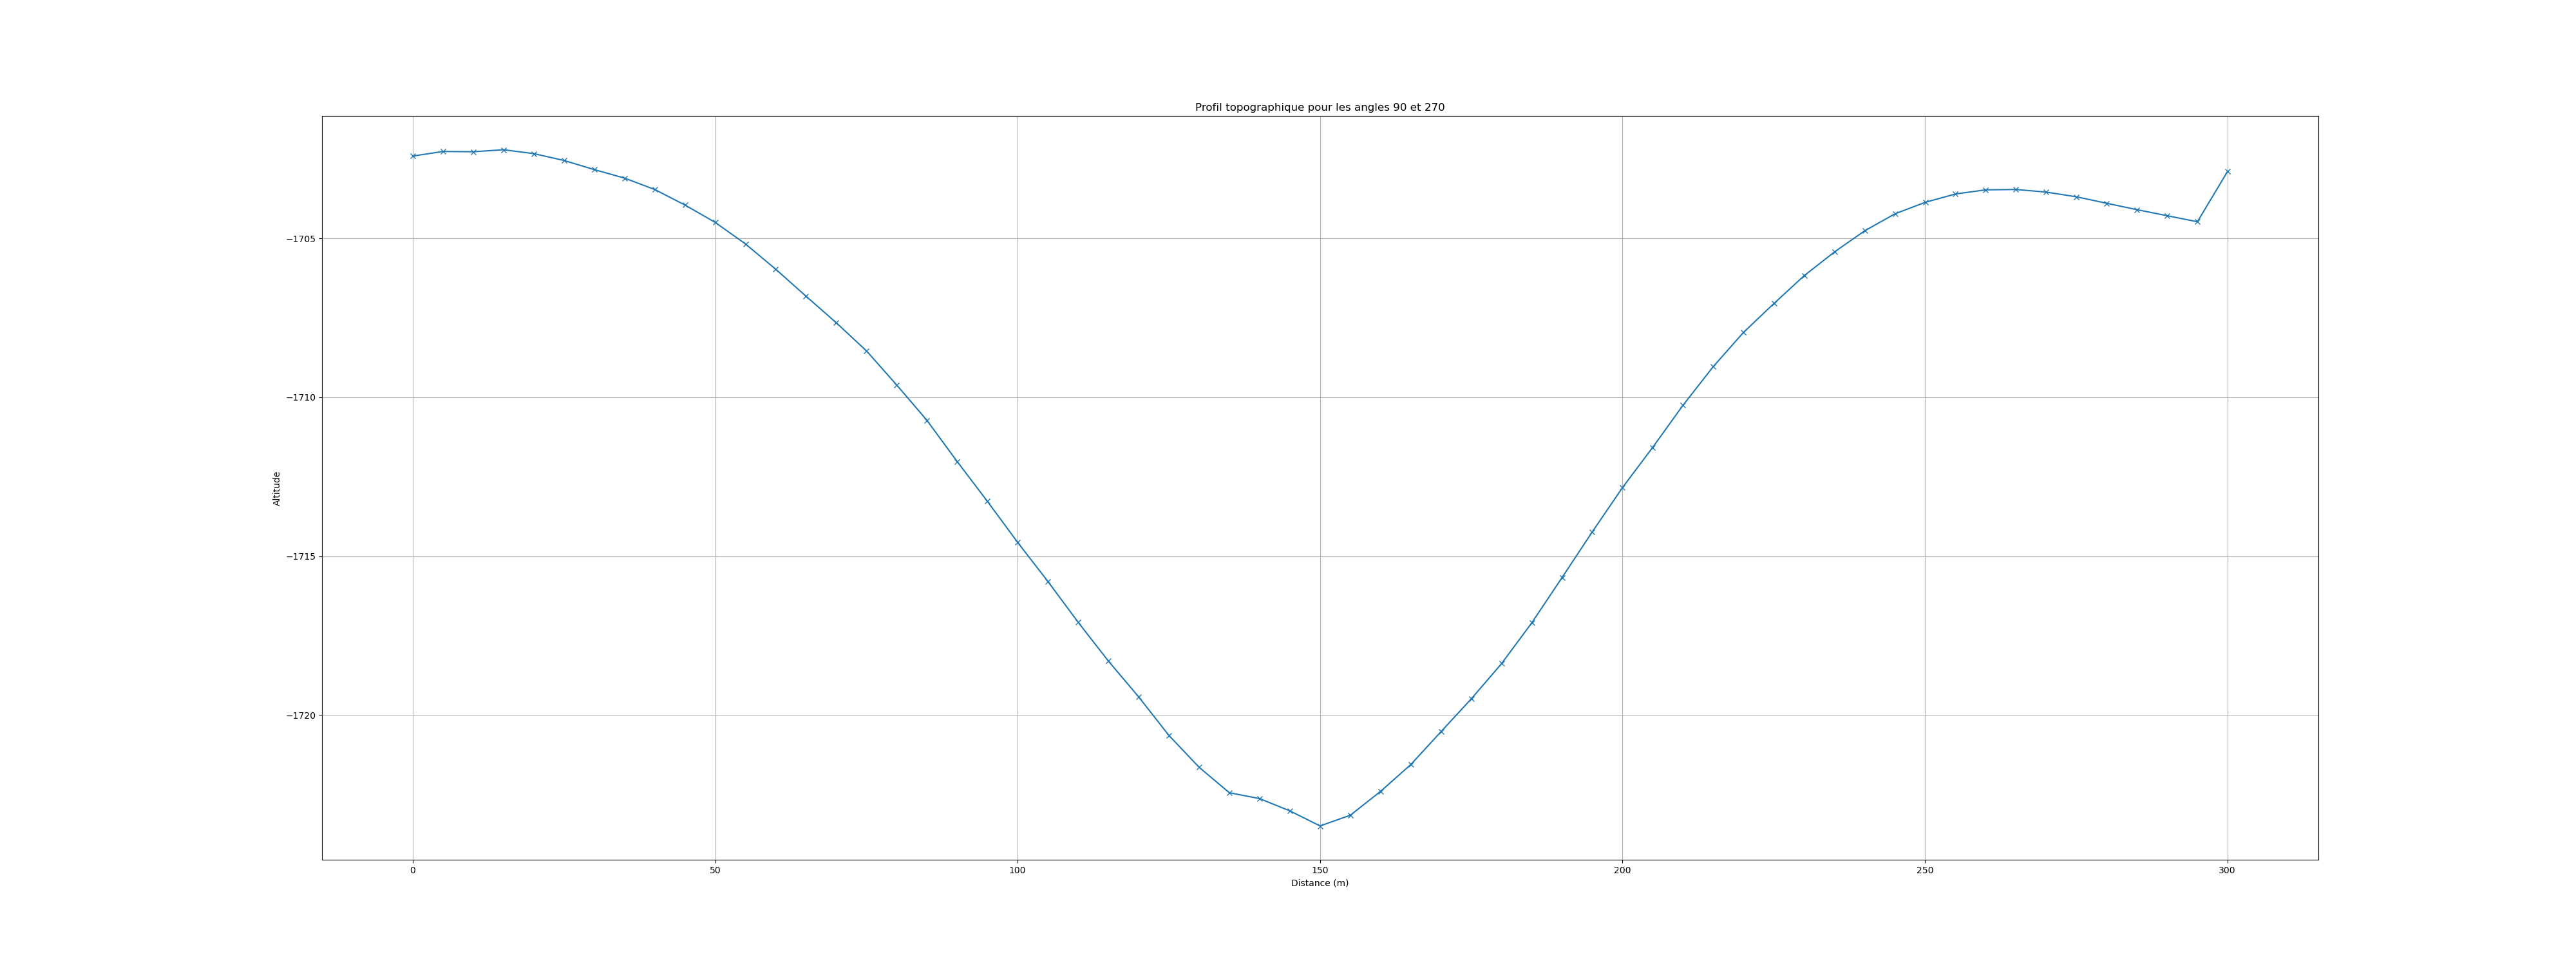 Profil topographique pour les angles 90 et 270
Altitude
−1705
−1710
−1715
−1720
0 50 100 150 200 250 300
Distance (m)